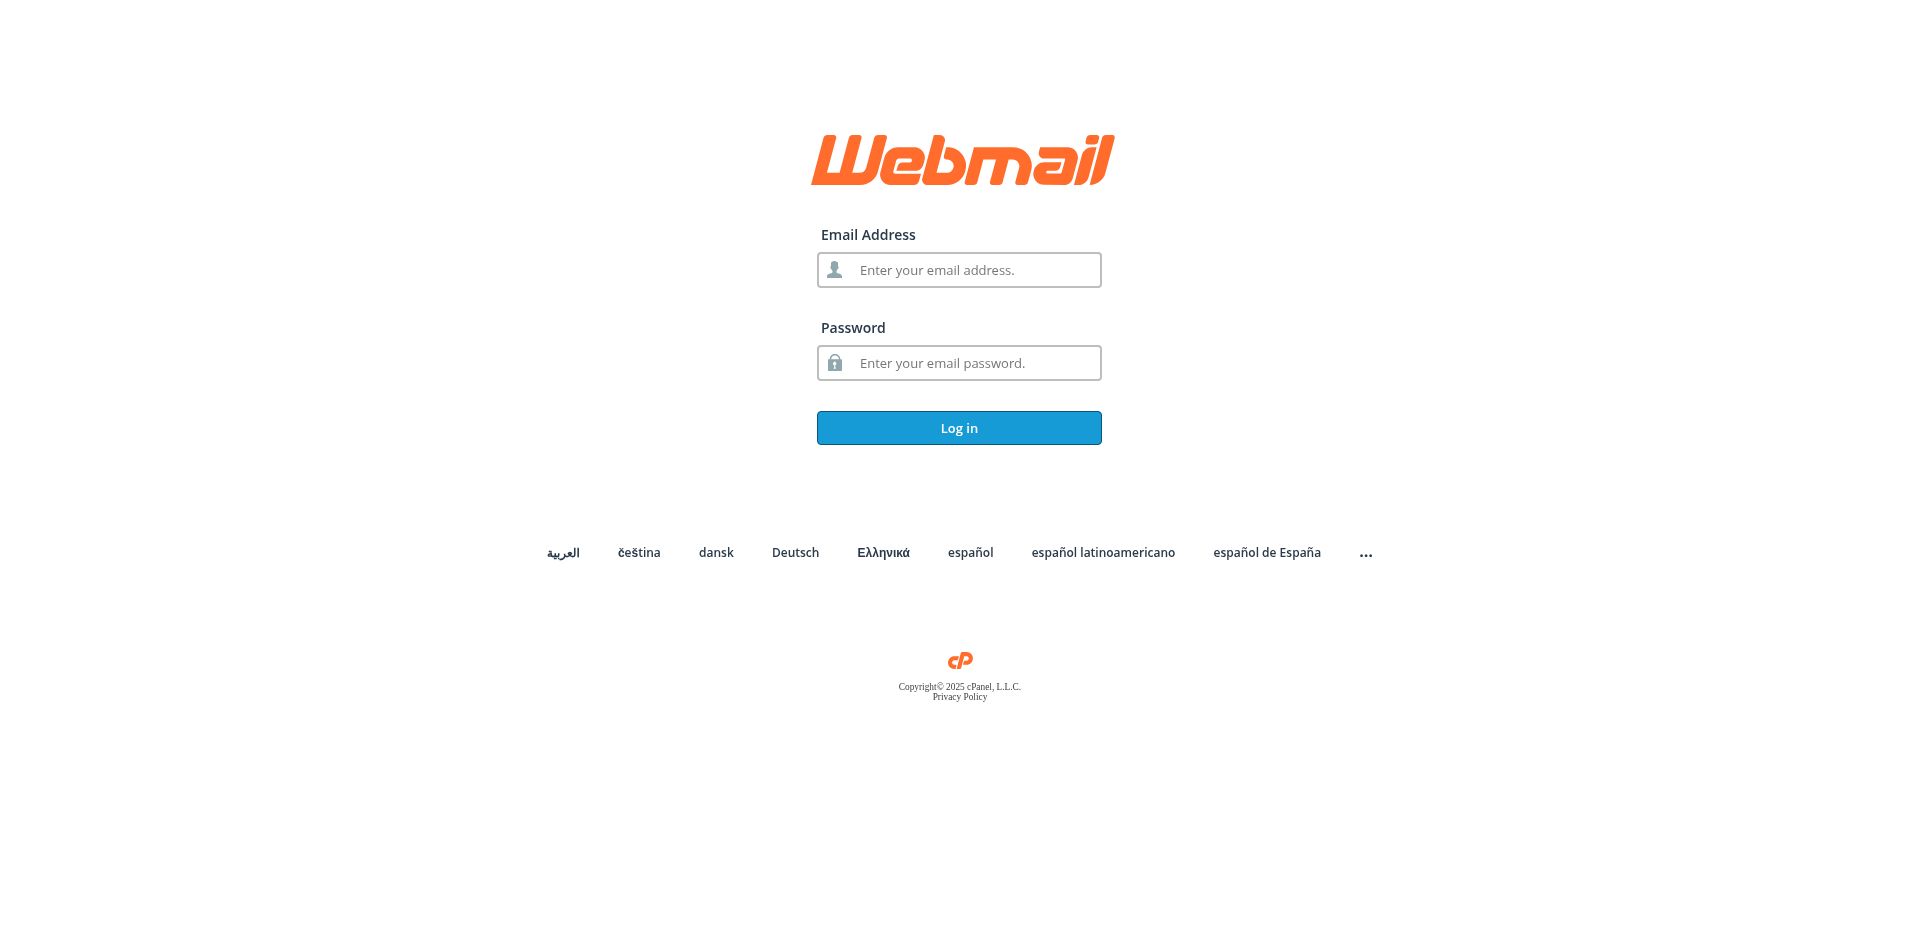 Webmail
Email Address
Enter your email address.
Password
Enter your email password.
Log in
العربية čeština dansk Deutsch Ελληνικά español español latinoamericano español de España ...
cP
Copyright© 2025 cPanel, L.L.C.
Privacy Policy